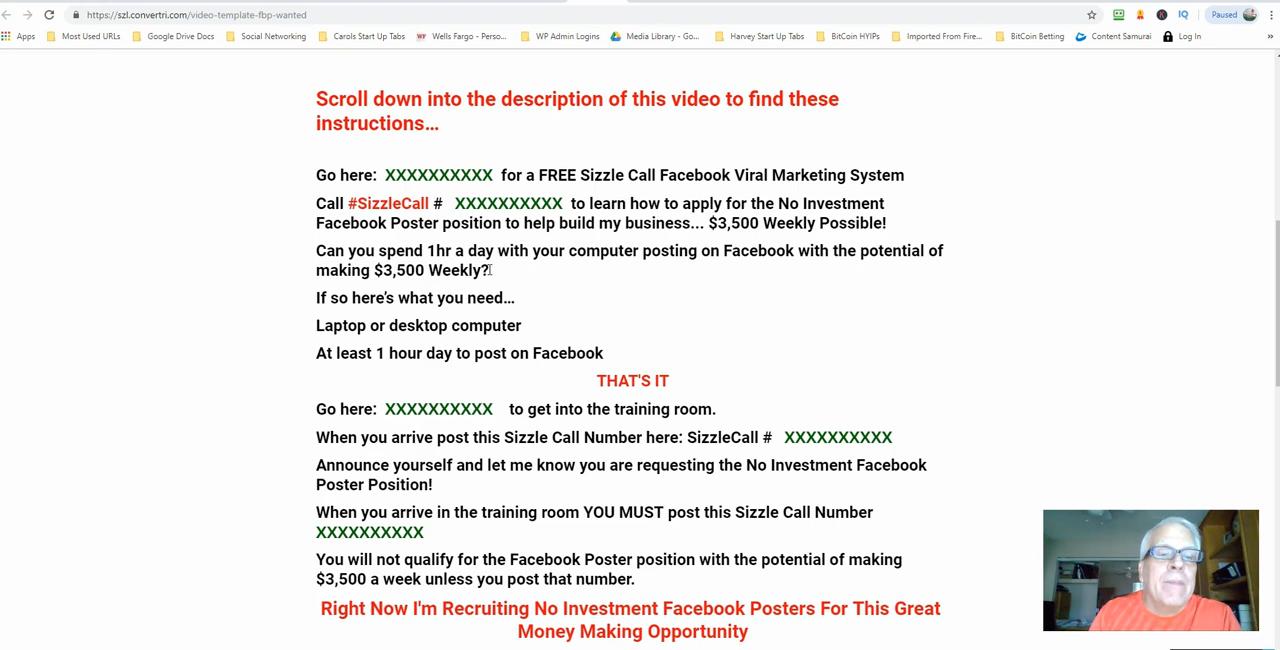 https://szl.convertri.com/video-template-fbp-wanted
Paused
Apps Most Used URLs Google Drive Docs Social Networking Carols Start Up Tabs Wells Fargo - Perso... WP Admin Logins Media Library - Go... Harvey Start Up Tabs BitCoin HYIPs Imported From Fire... BitCoin Betting Content Samurai Log In »
Scroll down into the description of this video to find these
instructions...
Go here: XXXXXXXXXX for a FREE Sizzle Call Facebook Viral Marketing System
Call #SizzleCall # XXXXXXXXXX to learn how to apply for the No Investment
Facebook Poster position to help build my business... $3,500 Weekly Possible!
Can you spend 1hr a day with your computer posting on Facebook with the potential of
making $3,500 Weekly?
If so here’s what you need...
Laptop or desktop computer
At least 1 hour day to post on Facebook
THAT'S IT
Go here: XXXXXXXXXX to get into the training room.
When you arrive post this Sizzle Call Number here: SizzleCall # XXXXXXXXXX
Announce yourself and let me know you are requesting the No Investment Facebook
Poster Position!
When you arrive in the training room YOU MUST post this Sizzle Call Number
XXXXXXXXXX
You will not qualify for the Facebook Poster position with the potential of making
$3,500 a week unless you post that number.
Right Now I'm Recruiting No Investment Facebook Posters For This Great
Money Making Opportunity